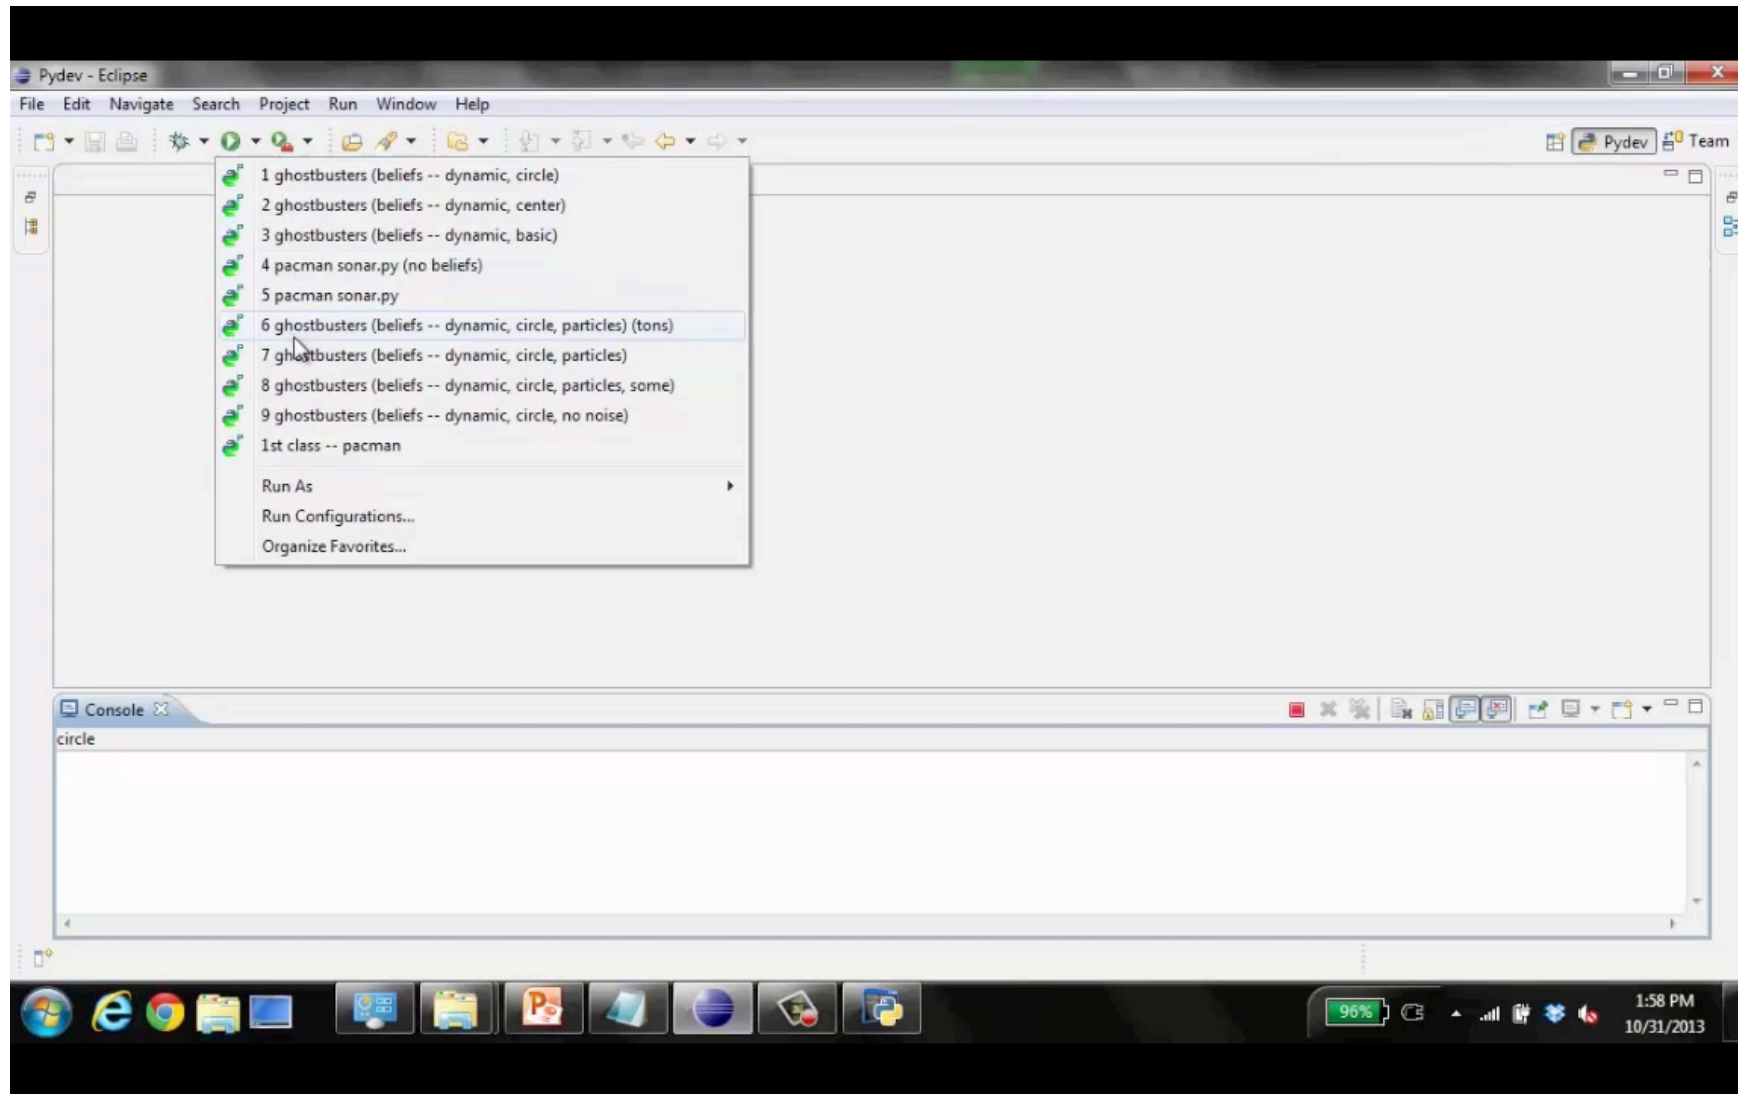 Pydev - Eclipse
File Edit Navigate Search Project Run Window Help
Pydev Team
1 ghostbusters (beliefs -- dynamic, circle)
2 ghostbusters (beliefs -- dynamic, center)
3 ghostbusters (beliefs -- dynamic, basic)
4 pacman sonar.py (no beliefs)
5 pacman sonar.py
6 ghostbusters (beliefs -- dynamic, circle, particles) (tons)
7 ghostbusters (beliefs -- dynamic, circle, particles)
8 ghostbusters (beliefs -- dynamic, circle, particles, some)
9 ghostbusters (beliefs -- dynamic, circle, no noise)
1st class -- pacman
Run As
Run Configurations...
Organize Favorites...
Console
circle
96%
1:58 PM
10/31/2013